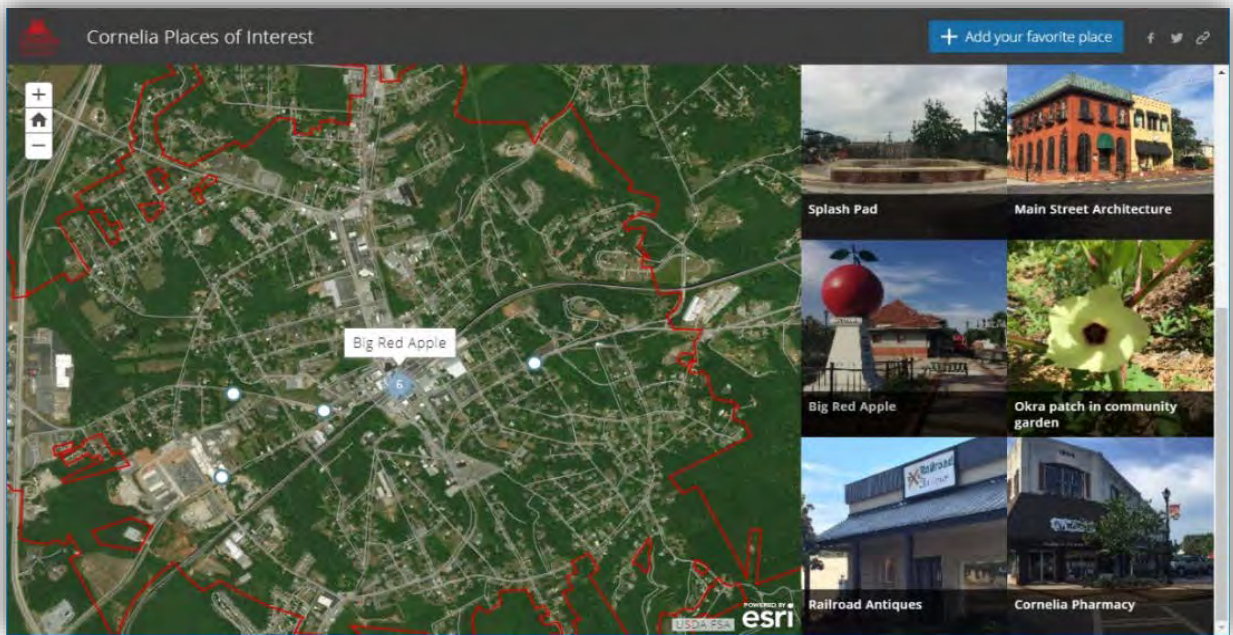 Cornelia Places of Interest
+ Add your favorite place
+
−
Big Red Apple
6
Splash Pad
Main Street Architecture
Big Red Apple
Okra patch in community
garden
Railroad
Railroad Antiques
Cornelia Pharmacy
USDA FSA
POWERED BY
esri